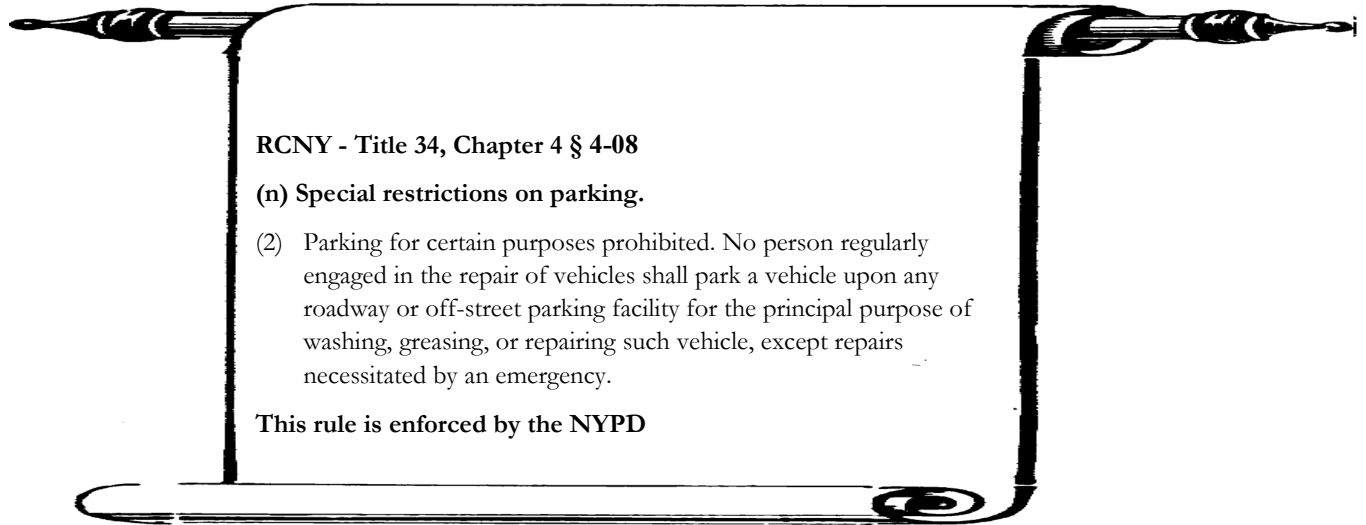 RCNY - Title 34, Chapter 4 § 4-08
(n) Special restrictions on parking.
(2) Parking for certain purposes prohibited. No person regularly
engaged in the repair of vehicles shall park a vehicle upon any
roadway or off-street parking facility for the principal purpose of
washing, greasing, or repairing such vehicle, except repairs
necessitated by an emergency.
This rule is enforced by the NYPD